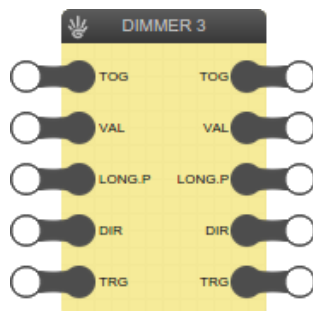 DIMMER 3
TOG TOG
VAL VAL
LONG.P LONG.P
DIR DIR
TRG TRG